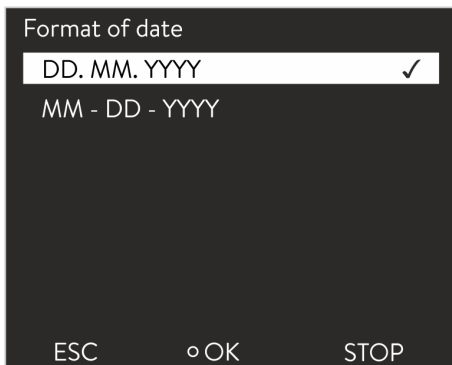 Format of date
DD. MM. YYYY ✓
MM - DD - YYYY
ESC ○ OK STOP